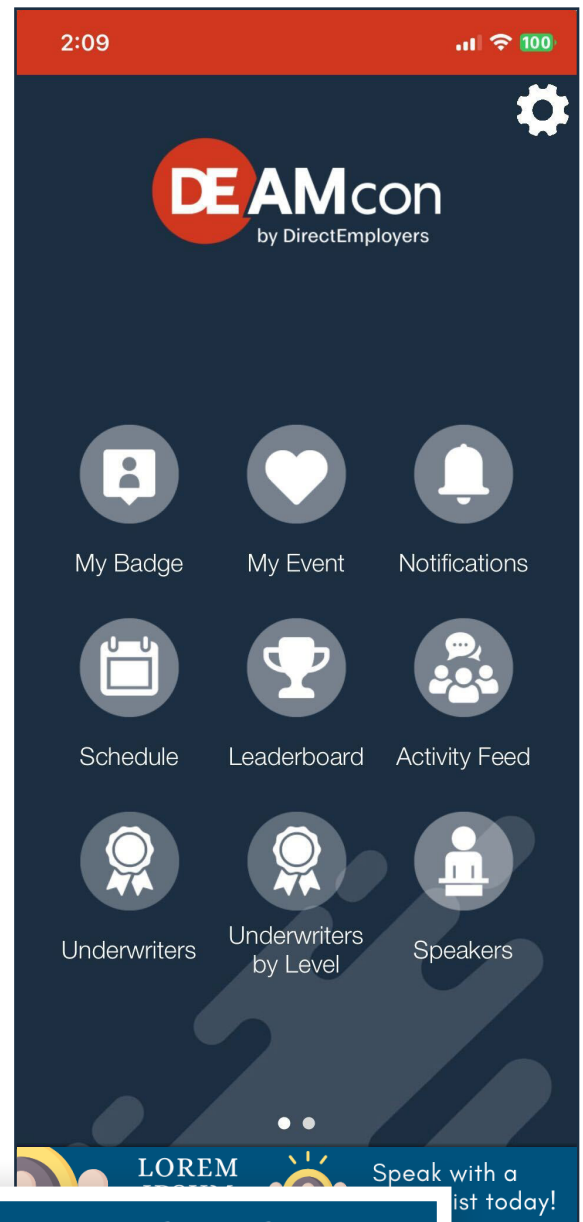 2:09
100
DEAMcon
by DirectEmployers
My Badge
My Event
Notifications
Schedule
Leaderboard
Activity Feed
Underwriters
Underwriters
by Level
Speakers
LOREM
Speak with a
today!